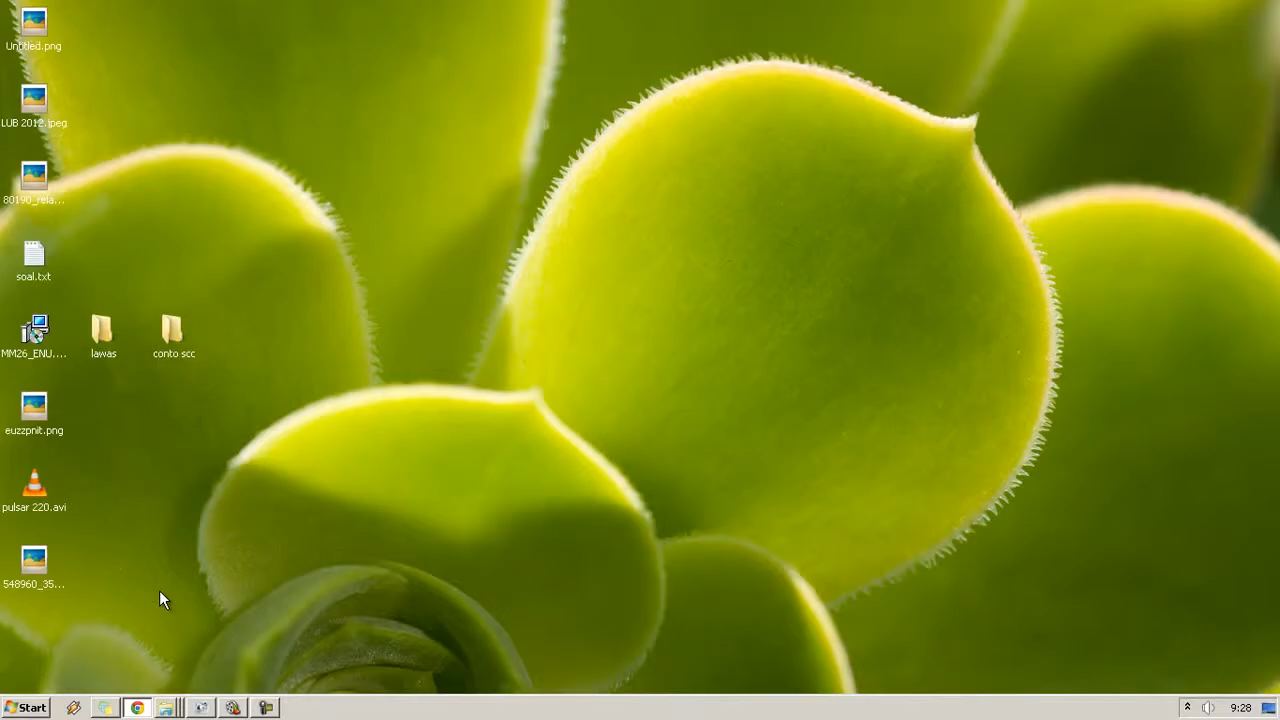 Untitled.png
LUB 2012.jpeg
80190_rela...
soal.txt
MM26_ENU....
lawas
conto scc
euzzpnit.png
pulsar 220.avi
548960_35...
Start
9:28